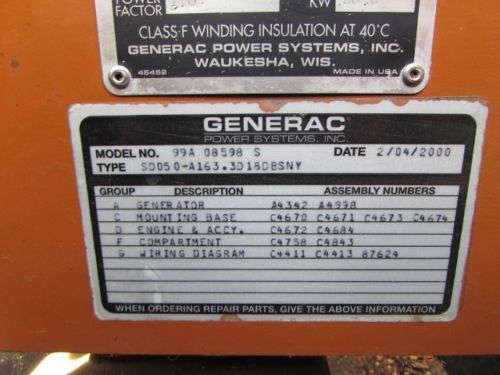 POWER
FACTOR
KW
CLASS-F WINDING INSULATION AT 40°C
GENERAC POWER SYSTEMS, INC.
WAUKESHA, WIS.
45452
MADE IN USA
GENERAC
POWER SYSTEMS, INC.
MODEL NO. 99A 08598 S DATE 2/04/2000
TYPE SD050-A163.3D18DBSNY
GROUP DESCRIPTION ASSEMBLY NUMBERS
A GENERATOR A4342 A4998
C MOUNTING BASE C4670 C4671 C4673 C4674
D ENGINE & ACCY. C4672 C4684
F COMPARTMENT C4758 C4843
G WIRING DIAGRAM C4411 C4413 87624
WHEN ORDERING REPAIR PARTS, GIVE THE ABOVE INFORMATION